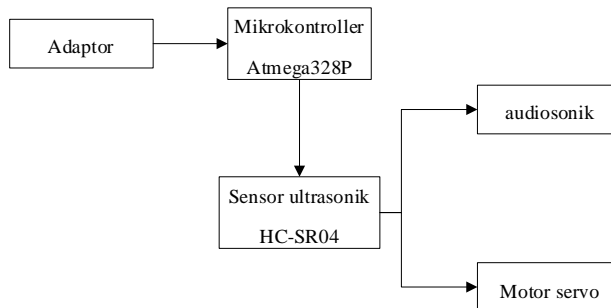 Adaptor
Mikrokontroller
Atmega328P
Sensor ultrasonik
HC-SR04
audiosonik
Motor servo